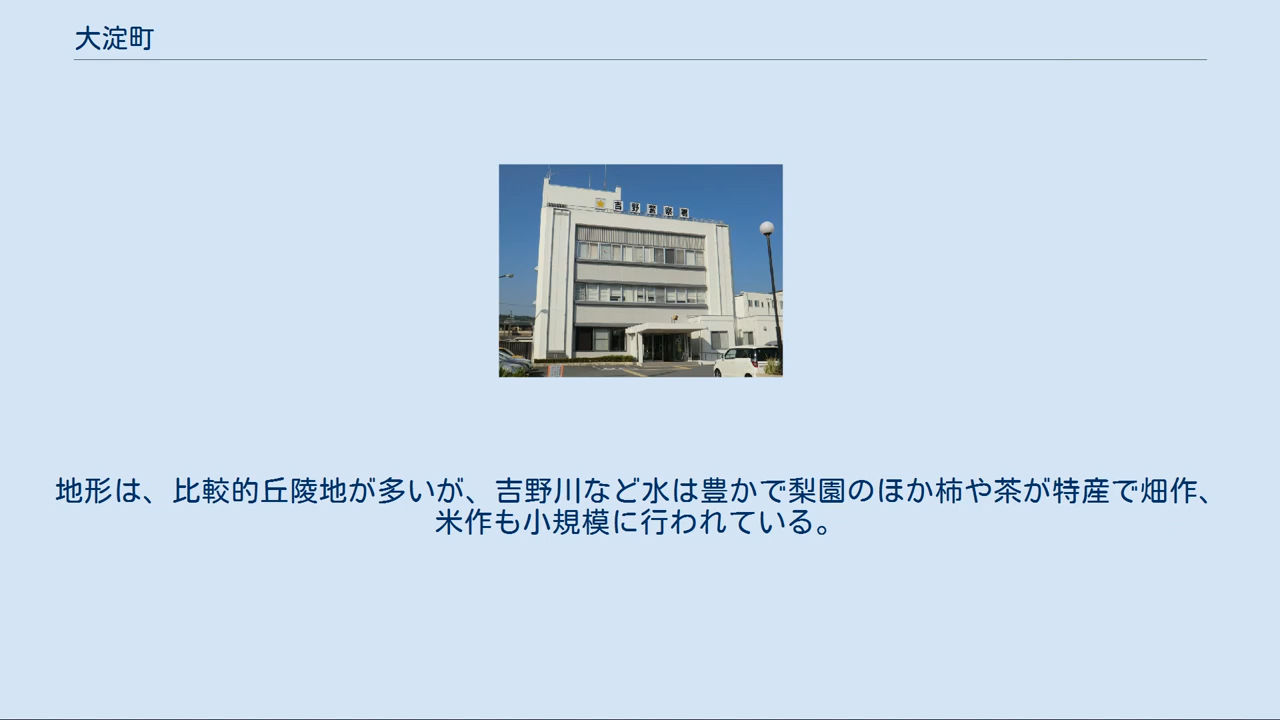 大淀町
吉野警察署
地形は、比較的丘陵地が多いが、吉野川など水は豊かで梨園のほか柿や茶が特産で畑作、
米作も小規模に行われている。